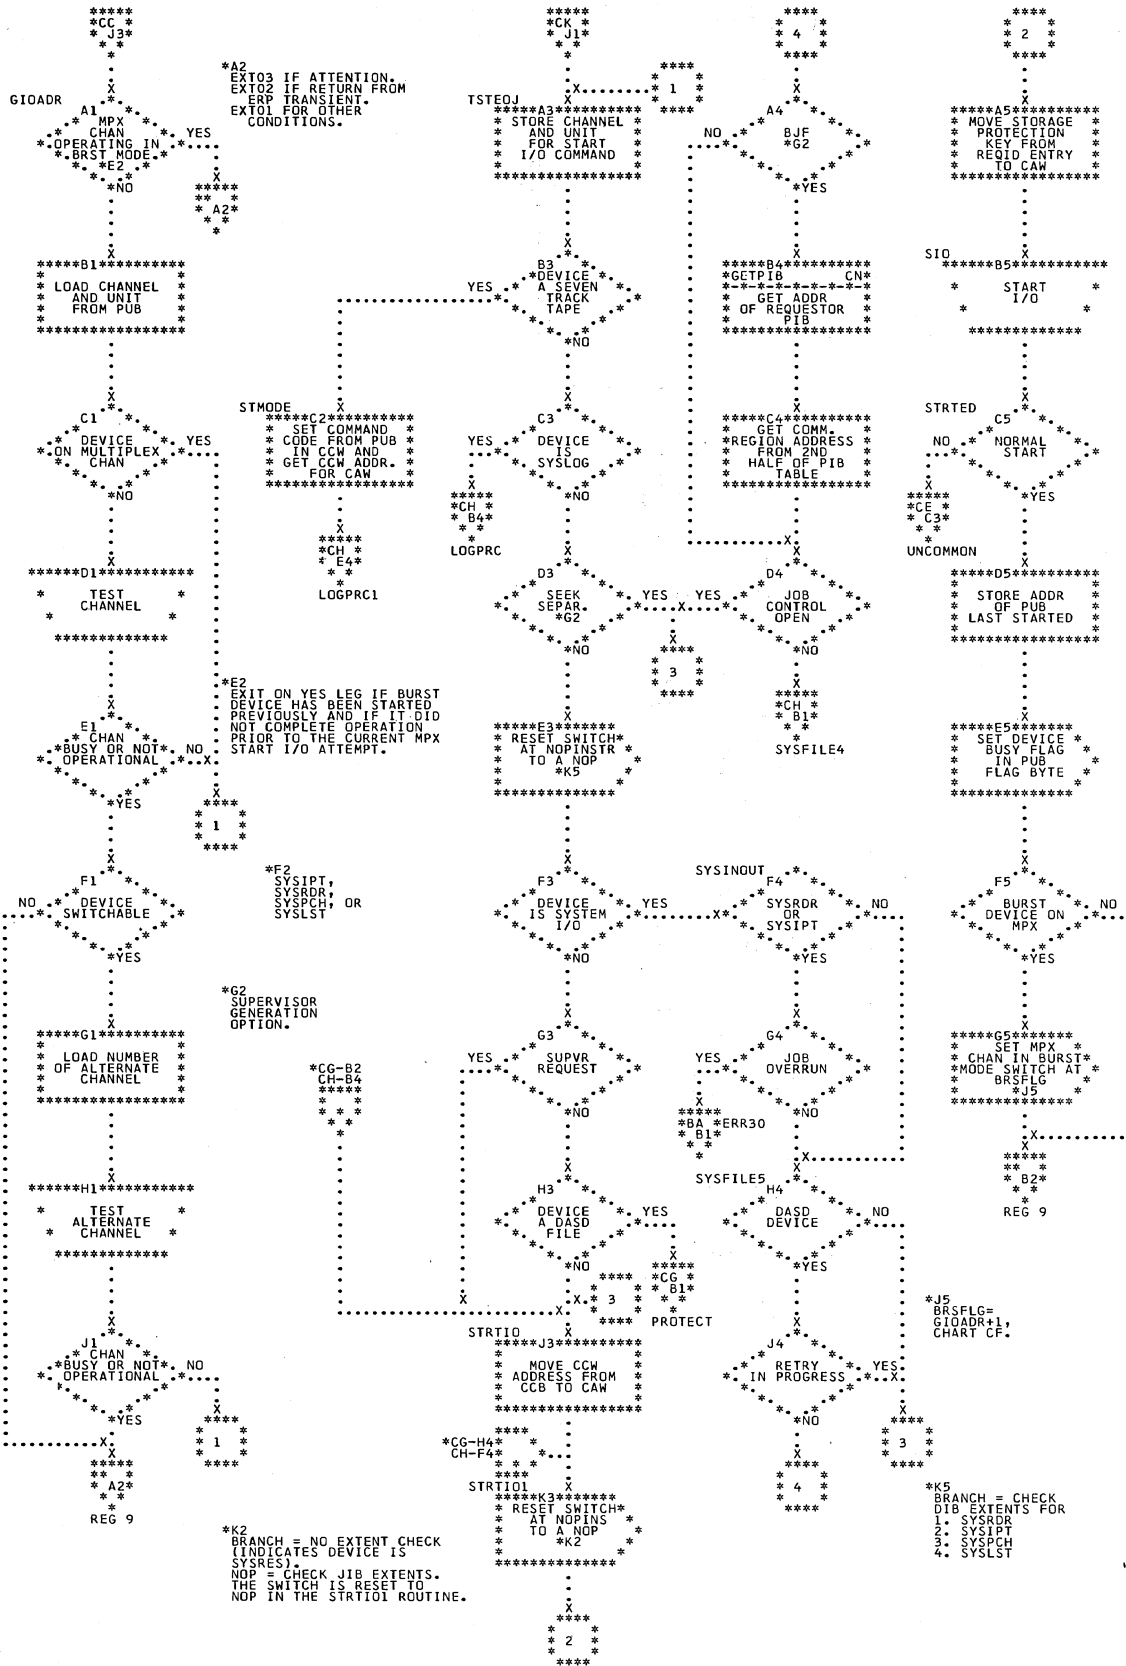 *CC *
J3*
GIOADR
A1
MPX
CHAN
OPERATING IN
BRST MODE.
*E2
YES
*NO
A2*
*****B1**********
LOAD CHANNEL
AND UNIT
FROM PUB
C1
DEVICE
ON MULTIPLEX
CHAN
YES
*NO
******D1***********
TEST
CHANNEL
E1
CHAN
*BUSY OR NOT*
OPERATIONAL
NO
*YES
1
F1
DEVICE
SWITCHABLE
NO
*YES
*****G1**********
LOAD NUMBER
OF ALTERNATE
CHANNEL
******H1***********
TEST
ALTERNATE
CHANNEL
J1
CHAN
*BUSY OR NOT*
OPERATIONAL
NO
*YES
1
A2*
REG 9
*A2
EXT03 IF ATTENTION.
EXT02 IF RETURN FROM
ERP TRANSIENT.
EXT01 FOR OTHER
CONDITIONS.
STMODE
*****C2**********
SET COMMAND
CODE FROM PUB
IN CCW AND
GET CCW ADDR.
FOR CAW
*CH *
E4*
LOGPRC1
*E2
EXIT ON YES LEG IF BURST
DEVICE HAS BEEN STARTED
PREVIOUSLY AND IF IT DID
NOT COMPLETE OPERATION
PRIOR TO THE CURRENT MPX
START I/O ATTEMPT.
*F2
SYSIPT,
SYSRDR,
SYSPCH, OR
SYSLST
*G2
SUPERVISOR
GENERATION
OPTION.
*CG-B2
CH-B4
*K2
BRANCH = NO EXTENT CHECK
(INDICATES DEVICE IS
SYSRES).
NOP = CHECK JIB EXTENTS.
THE SWITCH IS RESET TO
NOP IN THE STRTIO1 ROUTINE.
*CK *
J1*
1
TSTEOJ
*****A3**********
STORE CHANNEL
AND UNIT
FOR START
I/O COMMAND
B3
*DEVICE
A SEVEN
TRACK
TAPE
YES
*NO
C3
DEVICE
IS
SYSLOG
YES
*NO
*CH *
B4*
LOGPRC
D3
SEEK
SEPAR.
*G2
YES
*NO
3
*****E3*******
RESET SWITCH
AT NOPINSTR
TO A NOP
*K5
F3
DEVICE
IS SYSTEM
I/O
YES
*NO
G3
SUPVR
REQUEST
YES
*NO
H3
DEVICE
A DASD
FILE
YES
*NO
*CG *
B1*
PROTECT
3
STRTIO
*****J3**********
MOVE CCW
ADDRESS FROM
CCB TO CAW
*CG-H4
CH-F4
STRTIO1
*****K3*******
RESET SWITCH
AT NOPINS
TO A NOP
*K2
2
4
A4
BJF
*G2
NO
*YES
*****B4**********
*GETPIB CN*
*-*-*-*-*-*-*-*-*
GET ADDR
OF REQUESTOR
PIB
*****C4**********
GET COMM.
*REGION ADDRESS *
FROM 2ND
HALF OF PIB
TABLE
D4
JOB
CONTROL
OPEN
YES
*NO
*CH *
B1*
SYSFILE4
SYSINOUT
F4
SYSRDR
OR
SYSIPT
NO
*YES
G4
JOB
OVERRUN
YES
*NO
*BA *ERR30
B1*
SYSFILE5
H4
DASD
DEVICE
NO
*YES
J4
RETRY
IN PROGRESS
YES
*NO
3
4
2
*****A5**********
MOVE STORAGE
PROTECTION
KEY FROM
REQID ENTRY
TO CAW
SIO
******B5***********
START
I/O
STRTED
C5
NORMAL
START
NO
*YES
*CE *
C3*
UNCOMMON
*****D5**********
STORE ADDR
OF PUB
LAST STARTED
*****E5*******
SET DEVICE
BUSY FLAG
IN PUB
FLAG BYTE
F5
BURST
DEVICE ON
MPX
NO
*YES
*****G5*******
SET MPX
CHAN IN BURST*
*MODE SWITCH AT
BRSFLG
*J5
B2*
REG 9
*J5
BRSFLG=
GIOADR+1,
CHART CF.
*K5
BRANCH = CHECK
DIB EXTENTS FOR
1. SYSRDR
2. SYSIPT
3. SYSPCH
4. SYSLST